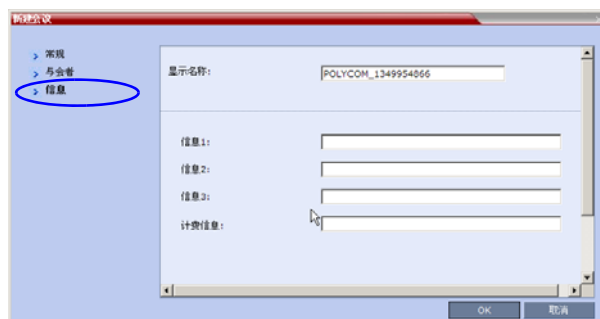 新建会议
常规
与会者
信息
显示名称:
POLYCOM_1349954866
信息1:
信息2:
信息3:
计费信息:
OK
取消